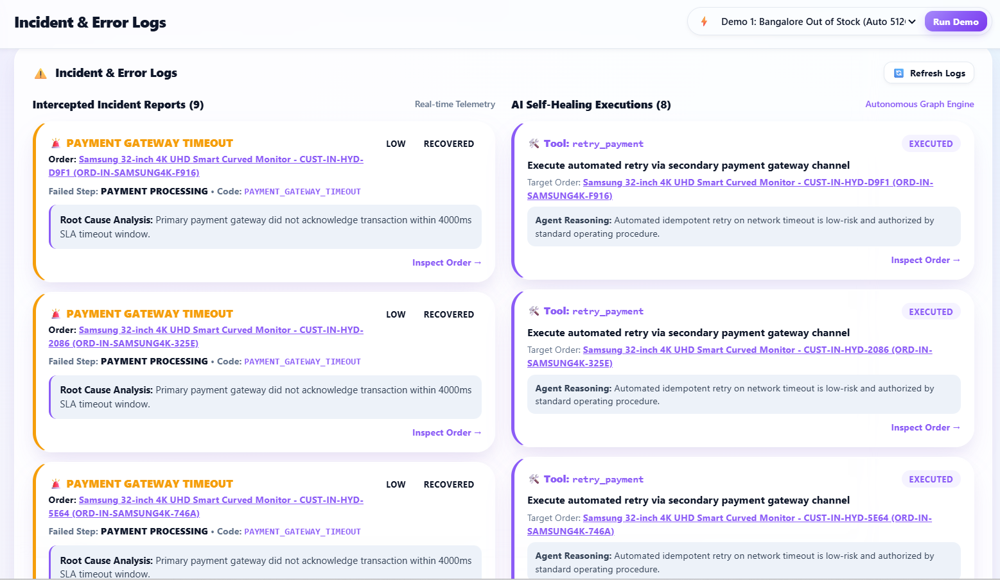 Incident & Error Logs
Demo 1: Bangalore Out of Stock (Auto 512
Run Demo
Incident & Error Logs
Refresh Logs
Intercepted Incident Reports (9)
Real-time Telemetry
PAYMENT GATEWAY TIMEOUT
LOW
RECOVERED
Order: Samsung 32-inch 4K UHD Smart Curved Monitor - CUST-IN-HYD-
D9F1 (ORD-IN-SAMSUNG4K-F916)
Failed Step: PAYMENT PROCESSING • Code: PAYMENT_GATEWAY_TIMEOUT
Root Cause Analysis: Primary payment gateway did not acknowledge transaction within 4000ms
SLA timeout window.
Inspect Order →
PAYMENT GATEWAY TIMEOUT
LOW
RECOVERED
Order: Samsung 32-inch 4K UHD Smart Curved Monitor - CUST-IN-HYD-
2086 (ORD-IN-SAMSUNG4K-325E)
Failed Step: PAYMENT PROCESSING • Code: PAYMENT_GATEWAY_TIMEOUT
Root Cause Analysis: Primary payment gateway did not acknowledge transaction within 4000ms
SLA timeout window.
Inspect Order →
PAYMENT GATEWAY TIMEOUT
LOW
RECOVERED
Order: Samsung 32-inch 4K UHD Smart Curved Monitor - CUST-IN-HYD-
5E64 (ORD-IN-SAMSUNG4K-746A)
Failed Step: PAYMENT PROCESSING • Code: PAYMENT_GATEWAY_TIMEOUT
Root Cause Analysis: Primary payment gateway did not acknowledge transaction within 4000ms
SLA timeout window.
AI Self-Healing Executions (8)
Autonomous Graph Engine
Tool: retry_payment
EXECUTED
Execute automated retry via secondary payment gateway channel
Target Order: Samsung 32-inch 4K UHD Smart Curved Monitor - CUST-IN-HYD-D9F1 (ORD-IN-
SAMSUNG4K-F916)
Agent Reasoning: Automated idempotent retry on network timeout is low-risk and authorized by
standard operating procedure.
Inspect Order →
Tool: retry_payment
EXECUTED
Execute automated retry via secondary payment gateway channel
Target Order: Samsung 32-inch 4K UHD Smart Curved Monitor - CUST-IN-HYD-2086 (ORD-IN-
SAMSUNG4K-325E)
Agent Reasoning: Automated idempotent retry on network timeout is low-risk and authorized by
standard operating procedure.
Inspect Order →
Tool: retry_payment
EXECUTED
Execute automated retry via secondary payment gateway channel
Target Order: Samsung 32-inch 4K UHD Smart Curved Monitor - CUST-IN-HYD-5E64 (ORD-IN-
SAMSUNG4K-746A)
Agent Reasoning: Automated idempotent retry on network timeout is low-risk and authorized by
standard operating procedure.